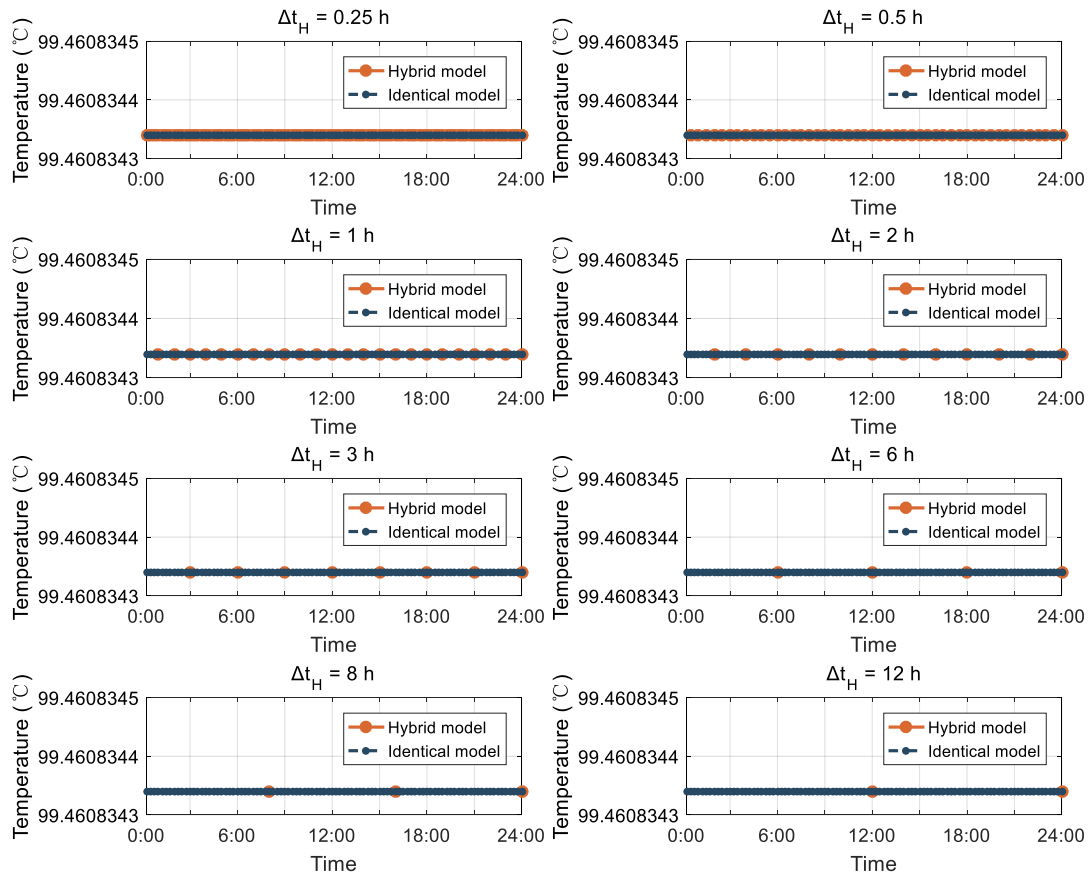 Δt_H = 0.25 h
Temperature (℃)
99.4608345
99.4608344
99.4608343
Hybrid model
Identical model
0:00 6:00 12:00 18:00 24:00
Time
Δt_H = 0.5 h
Temperature (℃)
99.4608345
99.4608344
99.4608343
Hybrid model
Identical model
0:00 6:00 12:00 18:00 24:00
Time
Δt_H = 1 h
Temperature (℃)
99.4608345
99.4608344
99.4608343
Hybrid model
Identical model
0:00 6:00 12:00 18:00 24:00
Time
Δt_H = 2 h
Temperature (℃)
99.4608345
99.4608344
99.4608343
Hybrid model
Identical model
0:00 6:00 12:00 18:00 24:00
Time
Δt_H = 3 h
Temperature (℃)
99.4608345
99.4608344
99.4608343
Hybrid model
Identical model
0:00 6:00 12:00 18:00 24:00
Time
Δt_H = 6 h
Temperature (℃)
99.4608345
99.4608344
99.4608343
Hybrid model
Identical model
0:00 6:00 12:00 18:00 24:00
Time
Δt_H = 8 h
Temperature (℃)
99.4608345
99.4608344
99.4608343
Hybrid model
Identical model
0:00 6:00 12:00 18:00 24:00
Time
Δt_H = 12 h
Temperature (℃)
99.4608345
99.4608344
99.4608343
Hybrid model
Identical model
0:00 6:00 12:00 18:00 24:00
Time